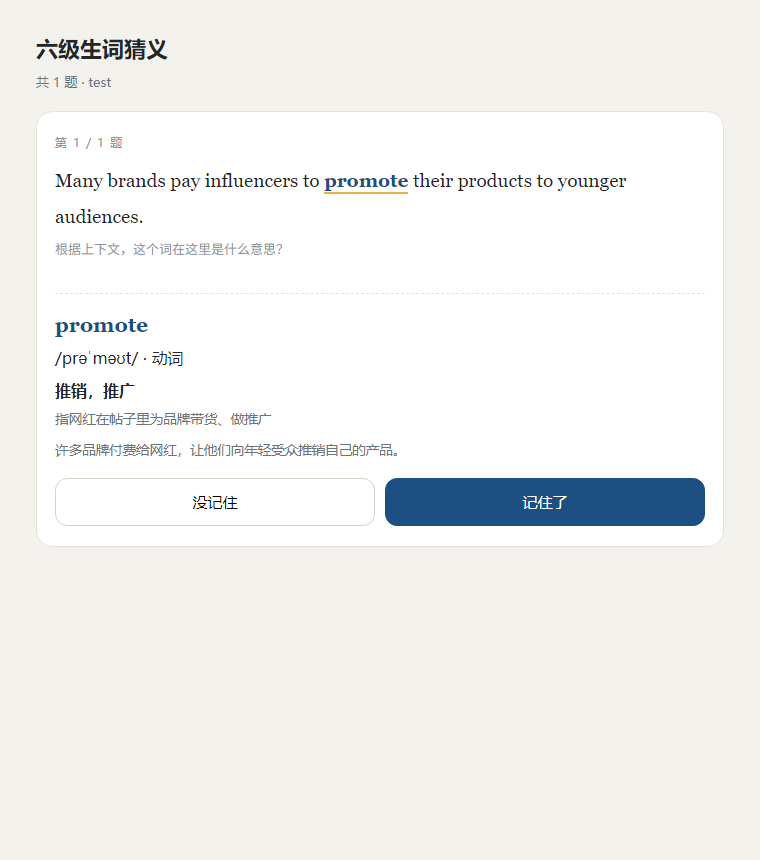 六级生词猜义
共 1 题 · test
第 1 / 1 题
Many brands pay influencers to promote their products to younger
audiences.
根据上下文，这个词在这里是什么意思？
promote
/prəˈməʊt/ · 动词
推销，推广
指网红在帖子里为品牌带货、做推广
许多品牌付费给网红，让他们向年轻受众推销自己的产品。
没记住
记住了